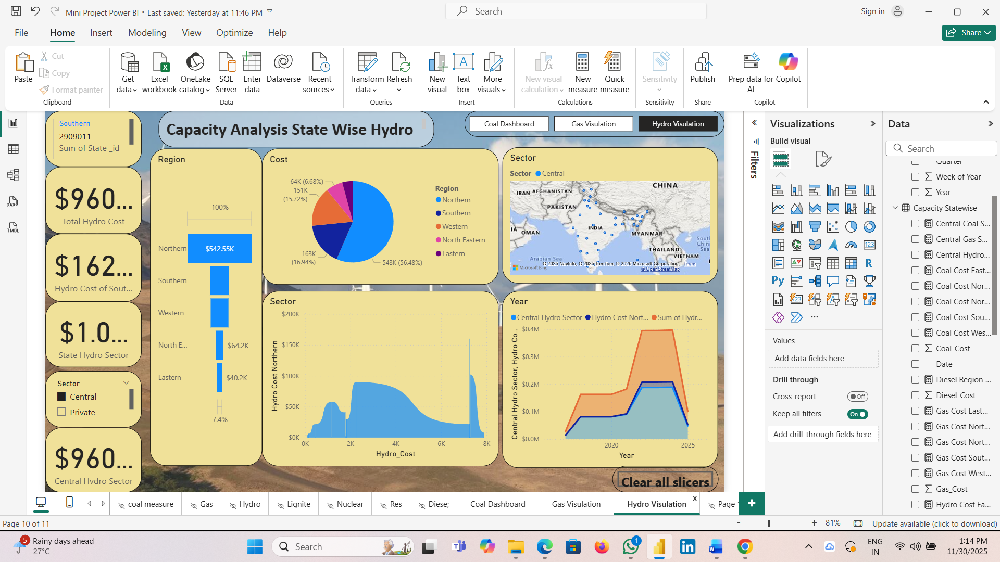 Mini Project Power BI • Last saved: Yesterday at 11:46 PM
Search
Sign in
File
Home
Insert
Modeling
View
Optimize
Help
Share
Paste
Cut
Copy
Format painter
Clipboard
Get data
Excel workbook
OneLake catalog
SQL Server
Enter data
Dataverse
Recent sources
Data
Transform data
Refresh
Queries
New visual
Text box
More visuals
Insert
New visual calculation
New measure
Quick measure
Calculations
Sensitivity
Sensitivity
Publish
Share
Prep data for AI
Copilot
Copilot
Southern
2909011
Sum of State _id
Capacity Analysis State Wise Hydro
Coal Dashboard
Gas Visulation
Hydro Visulation
$960...
Total Hydro Cost
$162...
Hydro Cost of Sout...
$1.0...
State Hydro Sector
Sector
Central
Private
$960...
Central Hydro Sector
Region
100%
Northern
$542.55K
Southern
Western
North E...
$64.2K
Eastern
$40.2K
7.4%
Cost
64K (6.68%)
151K
(15.72%)
163K
(16.94%)
543K (56.48%)
Region
Northern
Southern
Western
North Eastern
Eastern
Sector
Sector
Central
CHINA
IRAN
AFGHANISTAN
PAKISTAN
IA
OMAN
INDIA
MYANMAR
THAILAND
VIETNAM
Sout
Chin
Sea
Arabian Sea
Microsoft Bing
© 2025 NavInfo, © 2025 TomTom, © 2025 Microsoft Corporation, Terms
© OpenStreetMap
Sector
Hydro Cost Northern
$200K
$150K
$100K
$50K
$0K
0K
2K
4K
6K
8K
Hydro_Cost
Year
Central Hydro Sector
Hydro Cost Nort...
Sum of Hydr...
Central Hydro Sector, Hydro Co...
$0.4M
$0.3M
$0.2M
$0.1M
$0.0M
2020
2025
Year
Clear all slicers
Filters
Visualizations
Build visual
123
R
Py
123
Values
Add data fields here
Drill through
Cross-report
Off
Keep all filters
On
Add drill-through fields here
Data
Search
Quarter
Week of Year
Year
Capacity Statewise
Central Coal S...
Central Gas S...
Central Hydro...
Coal Cost East...
Coal Cost Nor...
Coal Cost Nor...
Coal Cost Sou...
Coal Cost Wes...
Coal_Cost
Date
Diesel Region ...
Diesel_Cost
Gas Cost East...
Gas Cost Nort...
Gas Cost Nort...
Gas Cost Sout...
Gas Cost West...
Gas_Cost
Hydro Cost Ea...
DAX
TMDL
coal measure
Gas
Hydro
Lignite
Nuclear
Res
Diese;
Coal Dashboard
Gas Visulation
Hydro Visulation
x
Page
+
Page 10 of 11
- + 81%
Update available (click to download)
5
Rainy days ahead
27°C
Search
1
ENG
IN
1:14 PM
11/30/2025